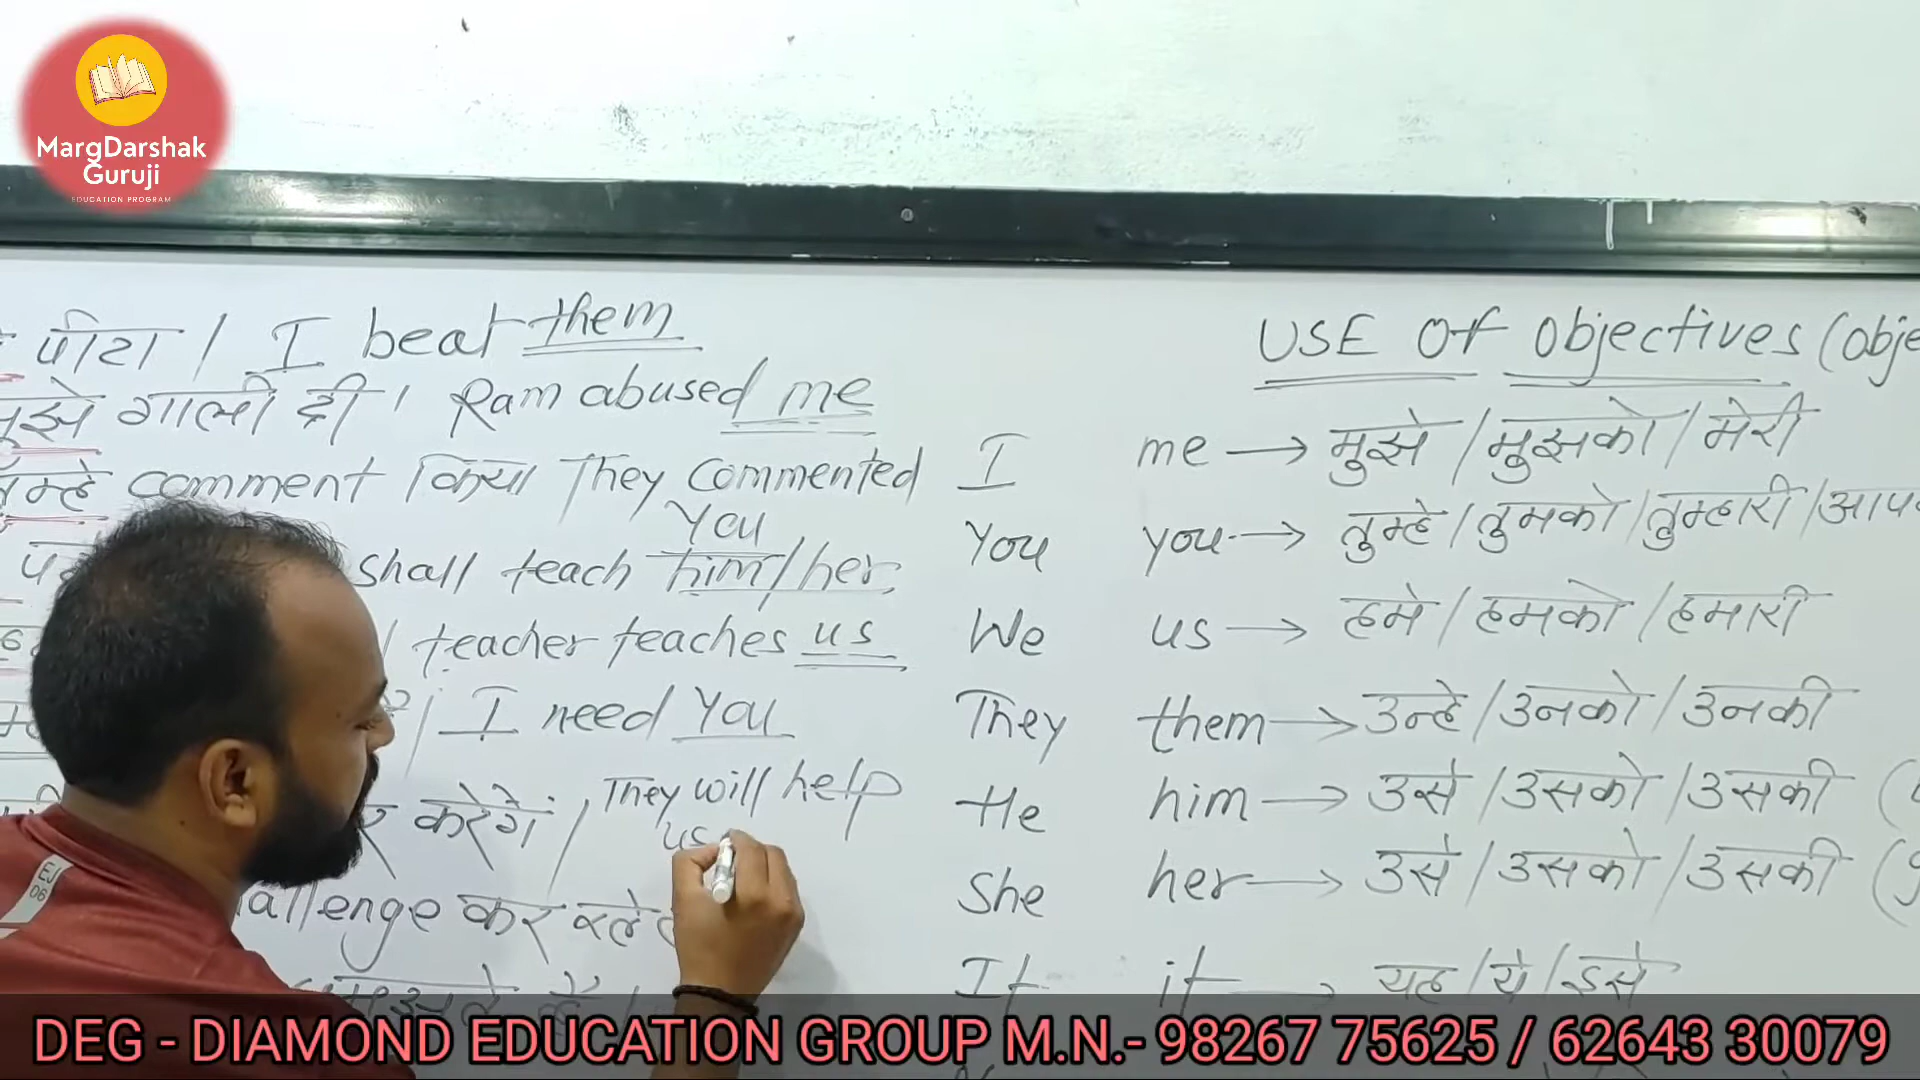 MargDarshak
Guruji
EDUCATION PROGRAM
पीटा / I beat them
मुझे गाली दी । Ram abused me
तुम्हे comment किया They commented
You
shall teach him/her
teacher teaches us
I need You
करेगें / They will help
us
allenge कर रहे
USE Of Objectives (obje
I me → मुझे / मुझको / मेरी
You you → तुम्हे / तुमको / तुम्हारी / आप
We us → हमे / हमको / हमारी
They them → उन्हे / उनको / उनकी
He him → उसे / उसको / उसकी (
She her → उसे / उसको / उसकी (
It it → यह / ये / इसे
DEG - DIAMOND EDUCATION GROUP M.N.- 98267 75625 / 62643 30079